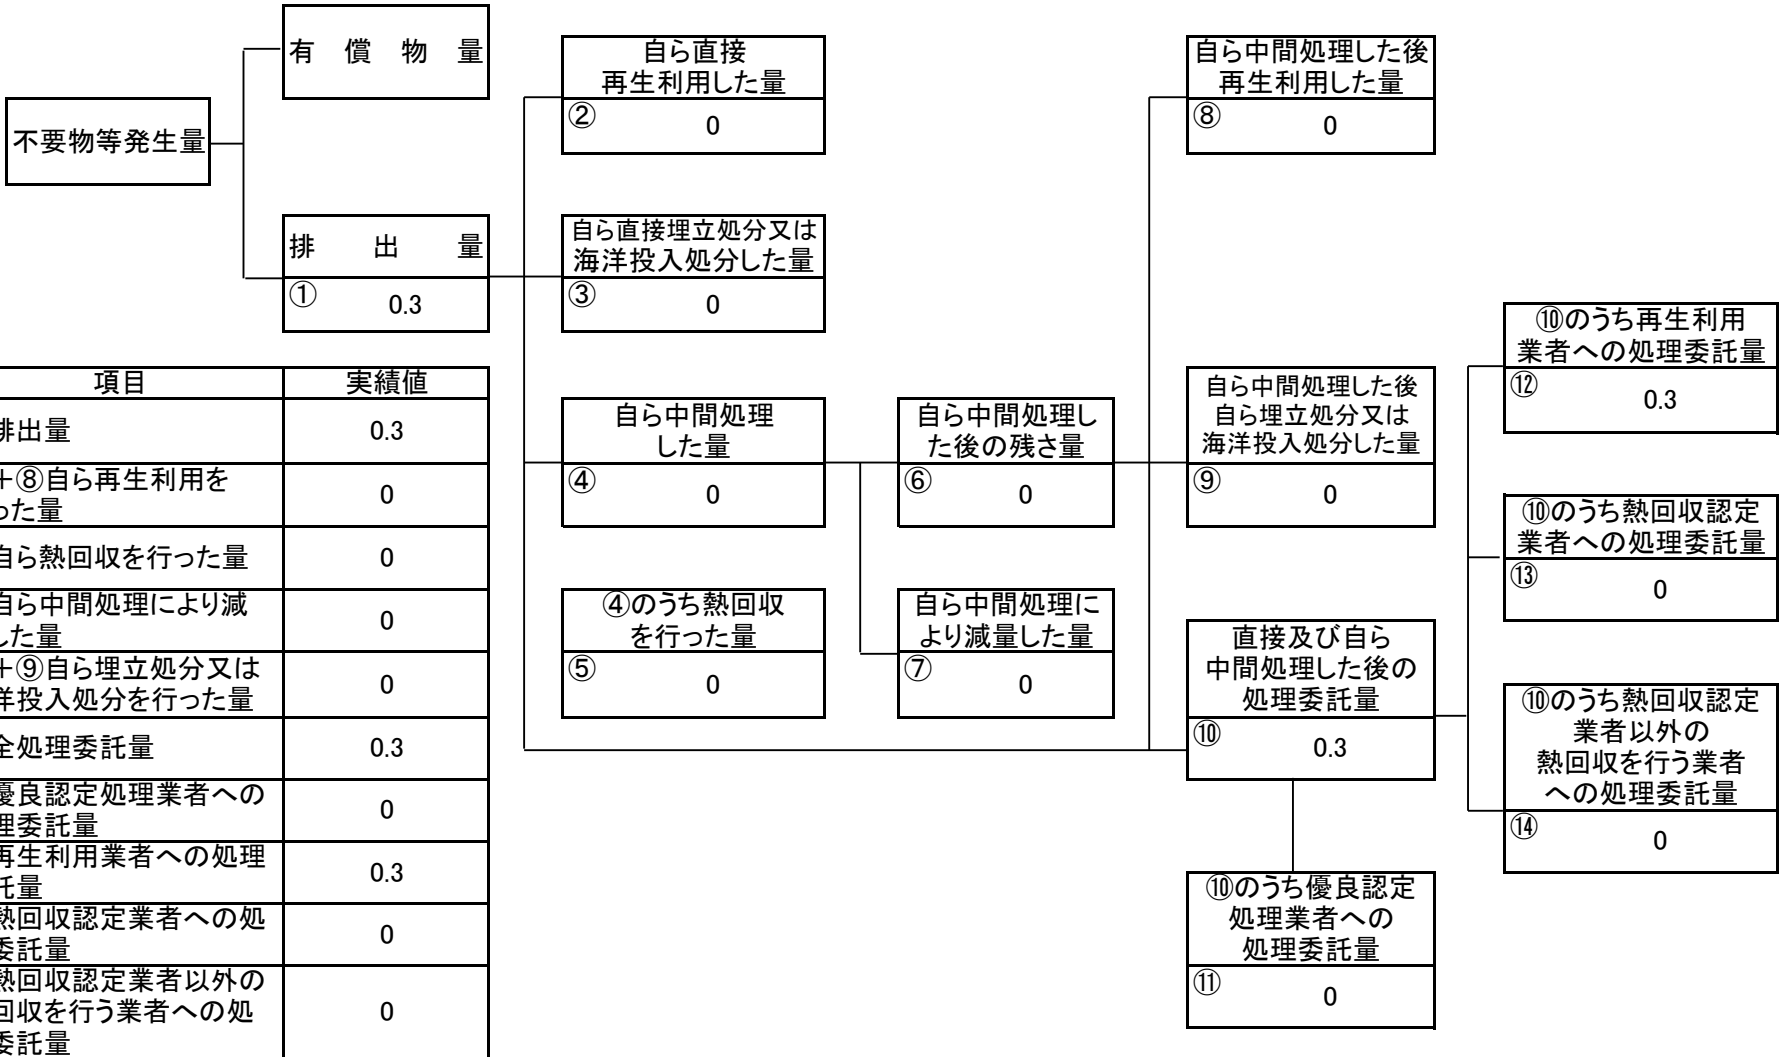 有償物量
不要物等発生量
排出量
① 0.3
自ら直接
再生利用した量
② 0
自ら直接埋立処分又は
海洋投入処分した量
③ 0
自ら中間処理
した量
④ 0
④のうち熱回収
を行った量
⑤ 0
自ら中間処理し
た後の残さ量
⑥ 0
自ら中間処理に
より減量した量
⑦ 0
自ら中間処理した後
再生利用した量
⑧ 0
自ら中間処理した後
自ら埋立処分又は
海洋投入処分した量
⑨ 0
直接及び自ら
中間処理した後の
処理委託量
⑩ 0.3
⑩のうち優良認定
処理業者への
処理委託量
⑪ 0
⑩のうち再生利用
業者への処理委託量
⑫ 0.3
⑩のうち熱回収認定
業者への処理委託量
⑬ 0
⑩のうち熱回収認定
業者以外の
熱回収を行う業者
への処理委託量
⑭ 0
項目 実績値
排出量 0.3
+⑧自ら再生利用を
った量 0
自ら熱回収を行った量 0
自ら中間処理により減
した量 0
+⑨自ら埋立処分又は
洋投入処分を行った量 0
全処理委託量 0.3
優良認定処理業者への
理委託量 0
再生利用業者への処理
託量 0.3
熱回収認定業者への処
委託量 0
熱回収認定業者以外の
回収を行う業者への処
委託量 0